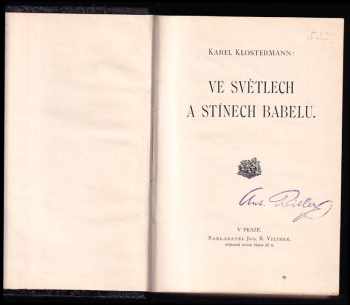 KAREL KLOSTERMANN:
VE SVĚTLECH
A STÍNECH BABELU.
V PRAZE.
NAKLADATEL JOS. R. VILÍMEK.